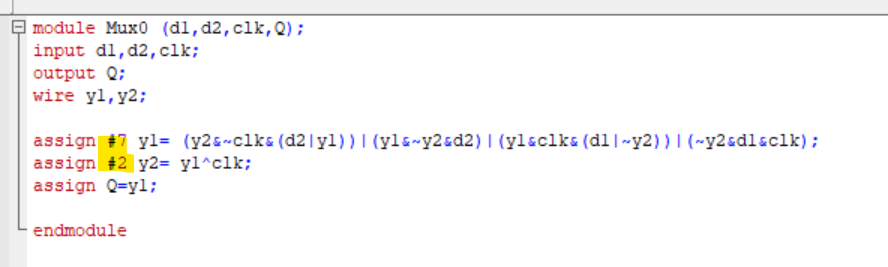 module Mux0 (d1,d2,clk,Q);
input d1,d2,clk;
output Q;
wire y1,y2;
assign #7 y1= (y2&~clk&(d2|y1))|(y1&~y2&d2)|(y1&clk&(d1|~y2))|(~y2&d1&clk);
assign #2 y2= y1^clk;
assign Q=y1;
endmodule